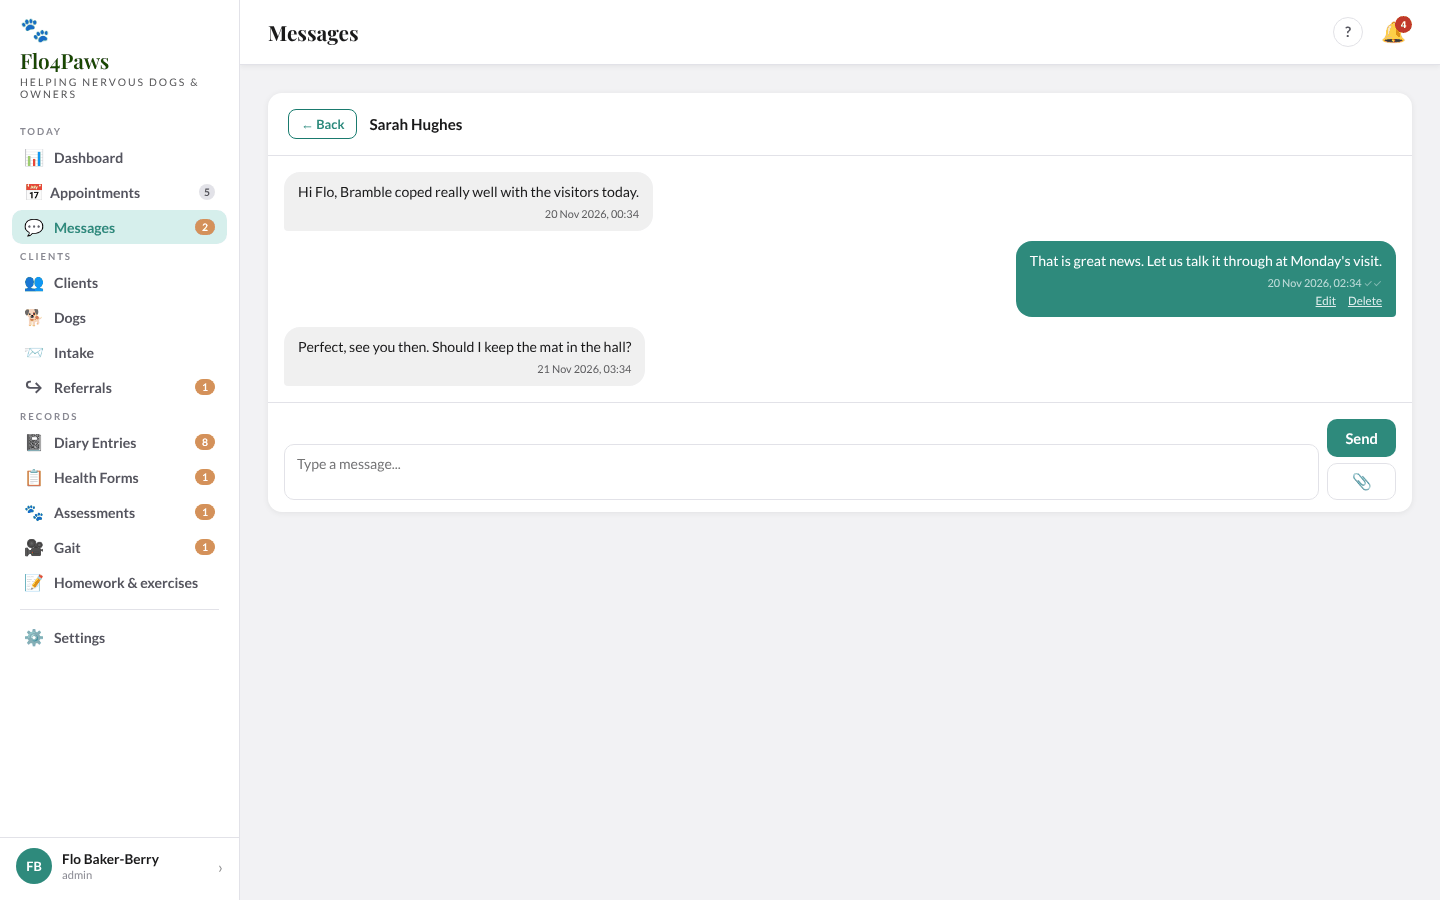 Flo4Paws
HELPING NERVOUS DOGS &
OWNERS
TODAY
Dashboard
Appointments 5
Messages 2
CLIENTS
Clients
Dogs
Intake
Referrals 1
RECORDS
Diary Entries 8
Health Forms 1
Assessments 1
Gait 1
Homework & exercises
Settings
FB Flo Baker-Berry ›
admin
Messages
? 4
← Back Sarah Hughes
Hi Flo, Bramble coped really well with the visitors today.
20 Nov 2026, 00:34
That is great news. Let us talk it through at Monday's visit.
20 Nov 2026, 02:34 ✓✓
Edit Delete
Perfect, see you then. Should I keep the mat in the hall?
21 Nov 2026, 03:34
Type a message...
Send